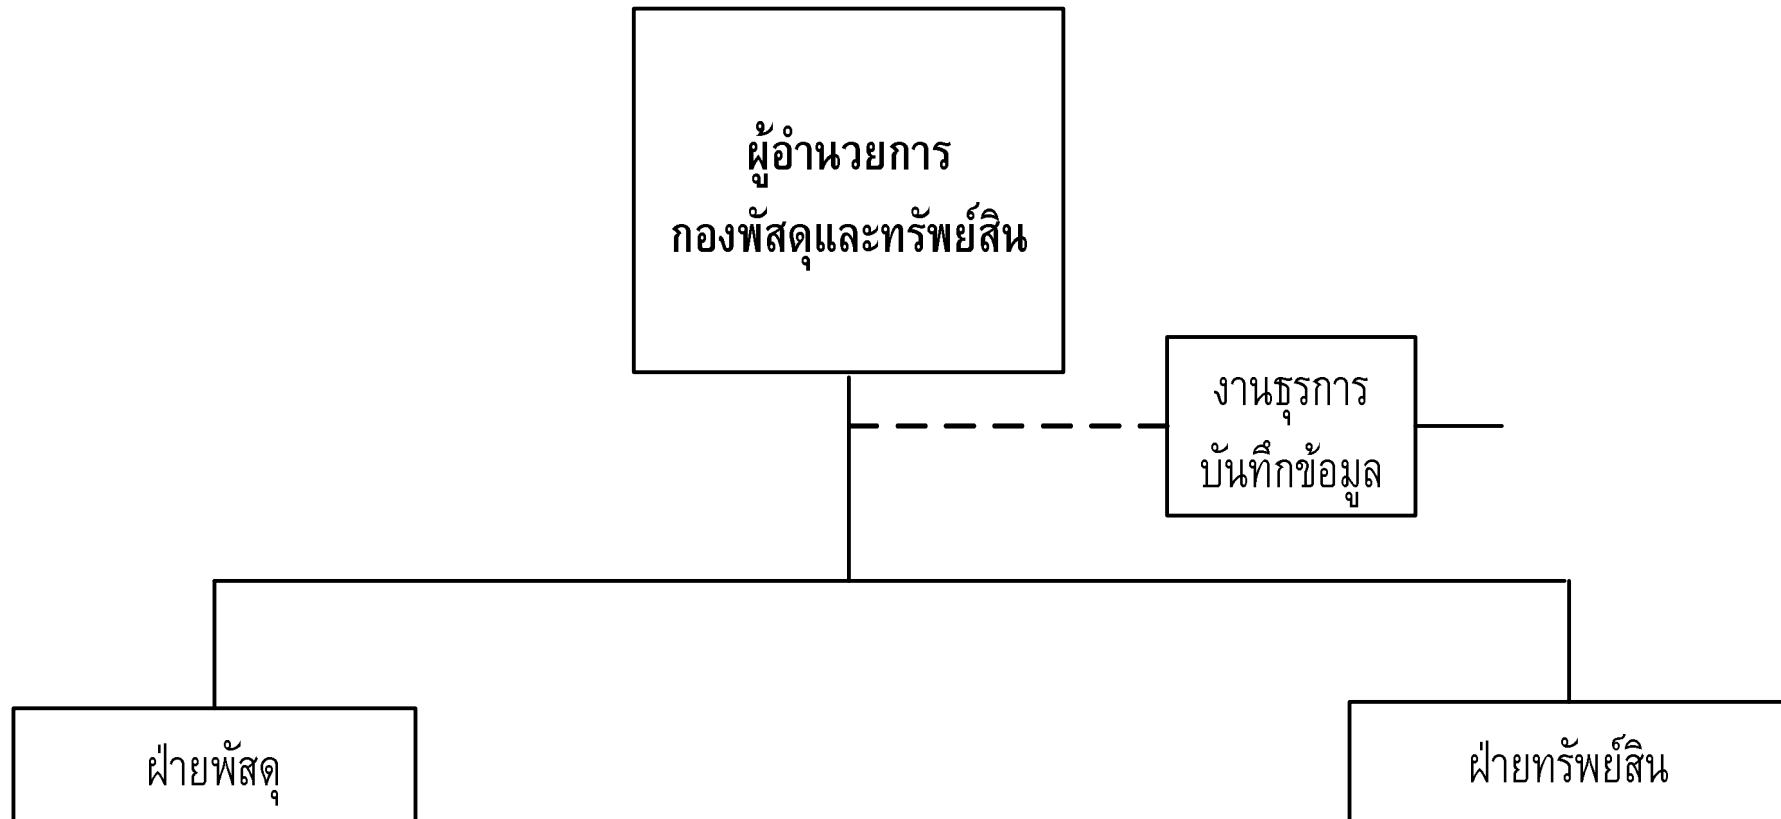 ผู้อำนวยการ
กองพัสดุและทรัพย์สิน
งานธุรการ
บันทึกข้อมูล
ฝ่ายพัสดุ
ฝ่ายทรัพย์สิน